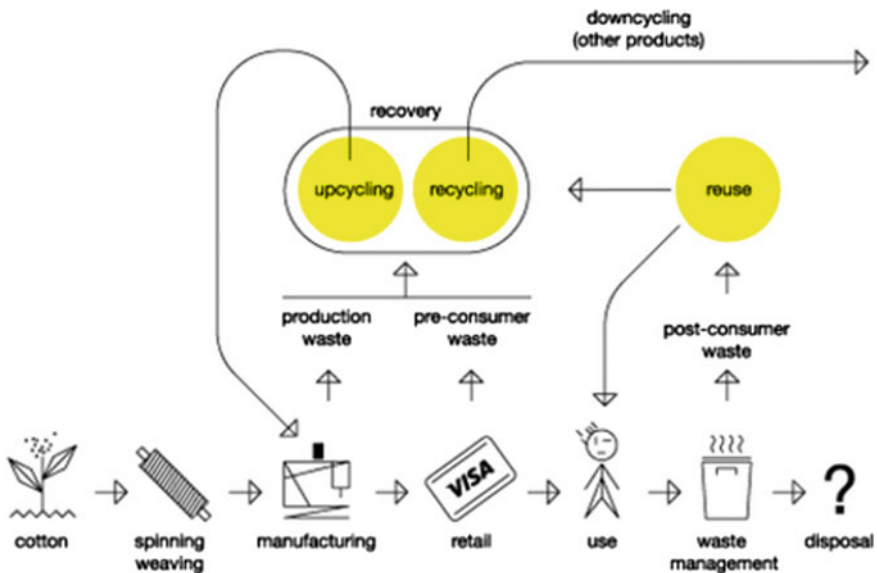 downcycling
(other products)
recovery
upcycling
recycling
reuse
production
waste
pre-consumer
waste
post-consumer
waste
VISA
?
cotton
spinning
weaving
manufacturing
retail
use
waste
management
disposal